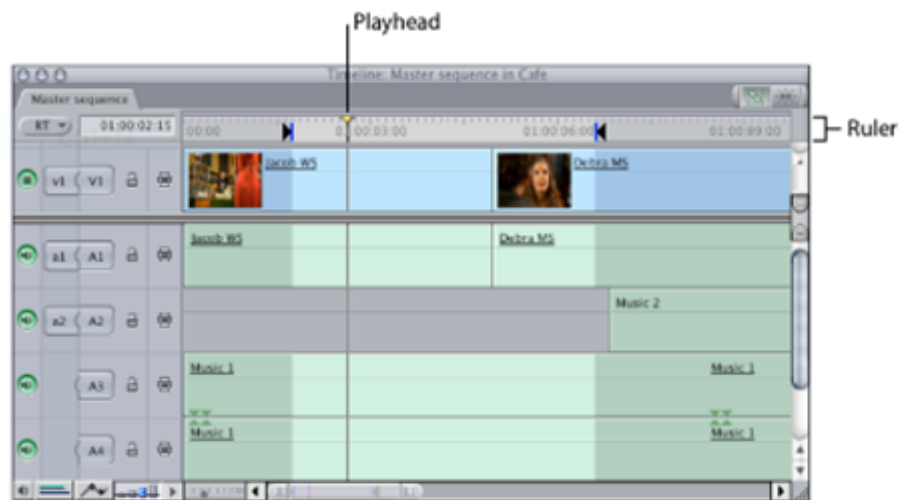 Playhead
Timeline: Master sequence in Cafe
Master sequence
RT 01:00:02:15 00:00 01:00:03:00 01:00:06:00 01:00:09:00
Ruler
v1 V1 Jacob WS Debra MS
a1 A1 Jacob WS Debra MS
a2 A2 Music 2
A3 Music 1 Music 1
A4 Music 1 Music 1